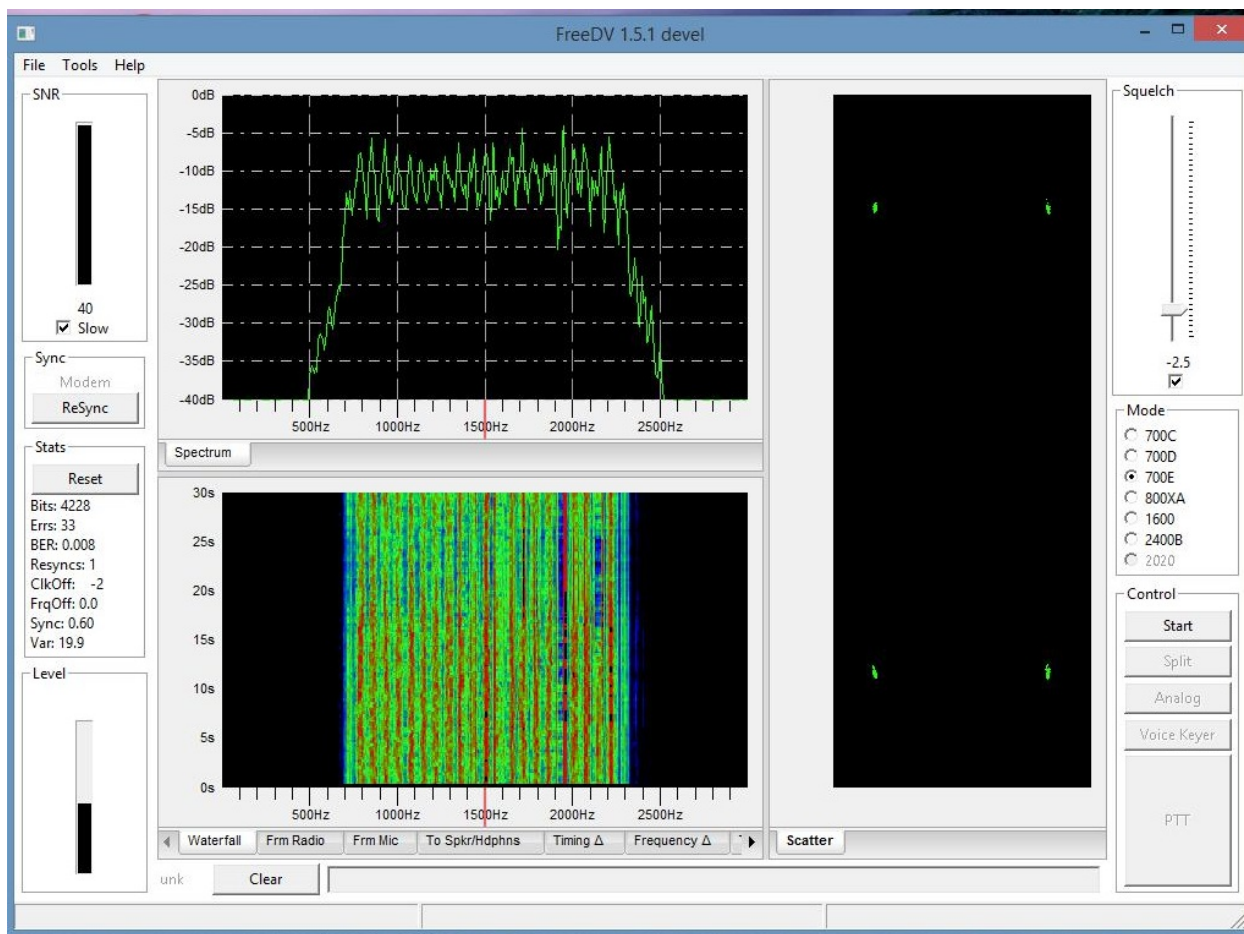 FreeDV 1.5.1 devel
File Tools Help
SNR
40
Slow
Sync
Modem
ReSync
Stats
Reset
Bits: 4228
Errs: 33
BER: 0.008
Resyncs: 1
ClkOff: -2
FrqOff: 0.0
Sync: 0.60
Var: 19.9
Level
0dB
-5dB
-10dB
-15dB
-20dB
-25dB
-30dB
-35dB
-40dB
500Hz 1000Hz 1500Hz 2000Hz 2500Hz
Spectrum
30s
25s
20s
15s
10s
5s
0s
500Hz 1000Hz 1500Hz 2000Hz 2500Hz
Waterfall Frm Radio Frm Mic To Spkr/Hdphns Timing Δ Frequency Δ
Scatter
unk Clear
Squelch
-2.5
Mode
700C
700D
700E
800XA
1600
2400B
2020
Control
Start
Split
Analog
Voice Keyer
PTT